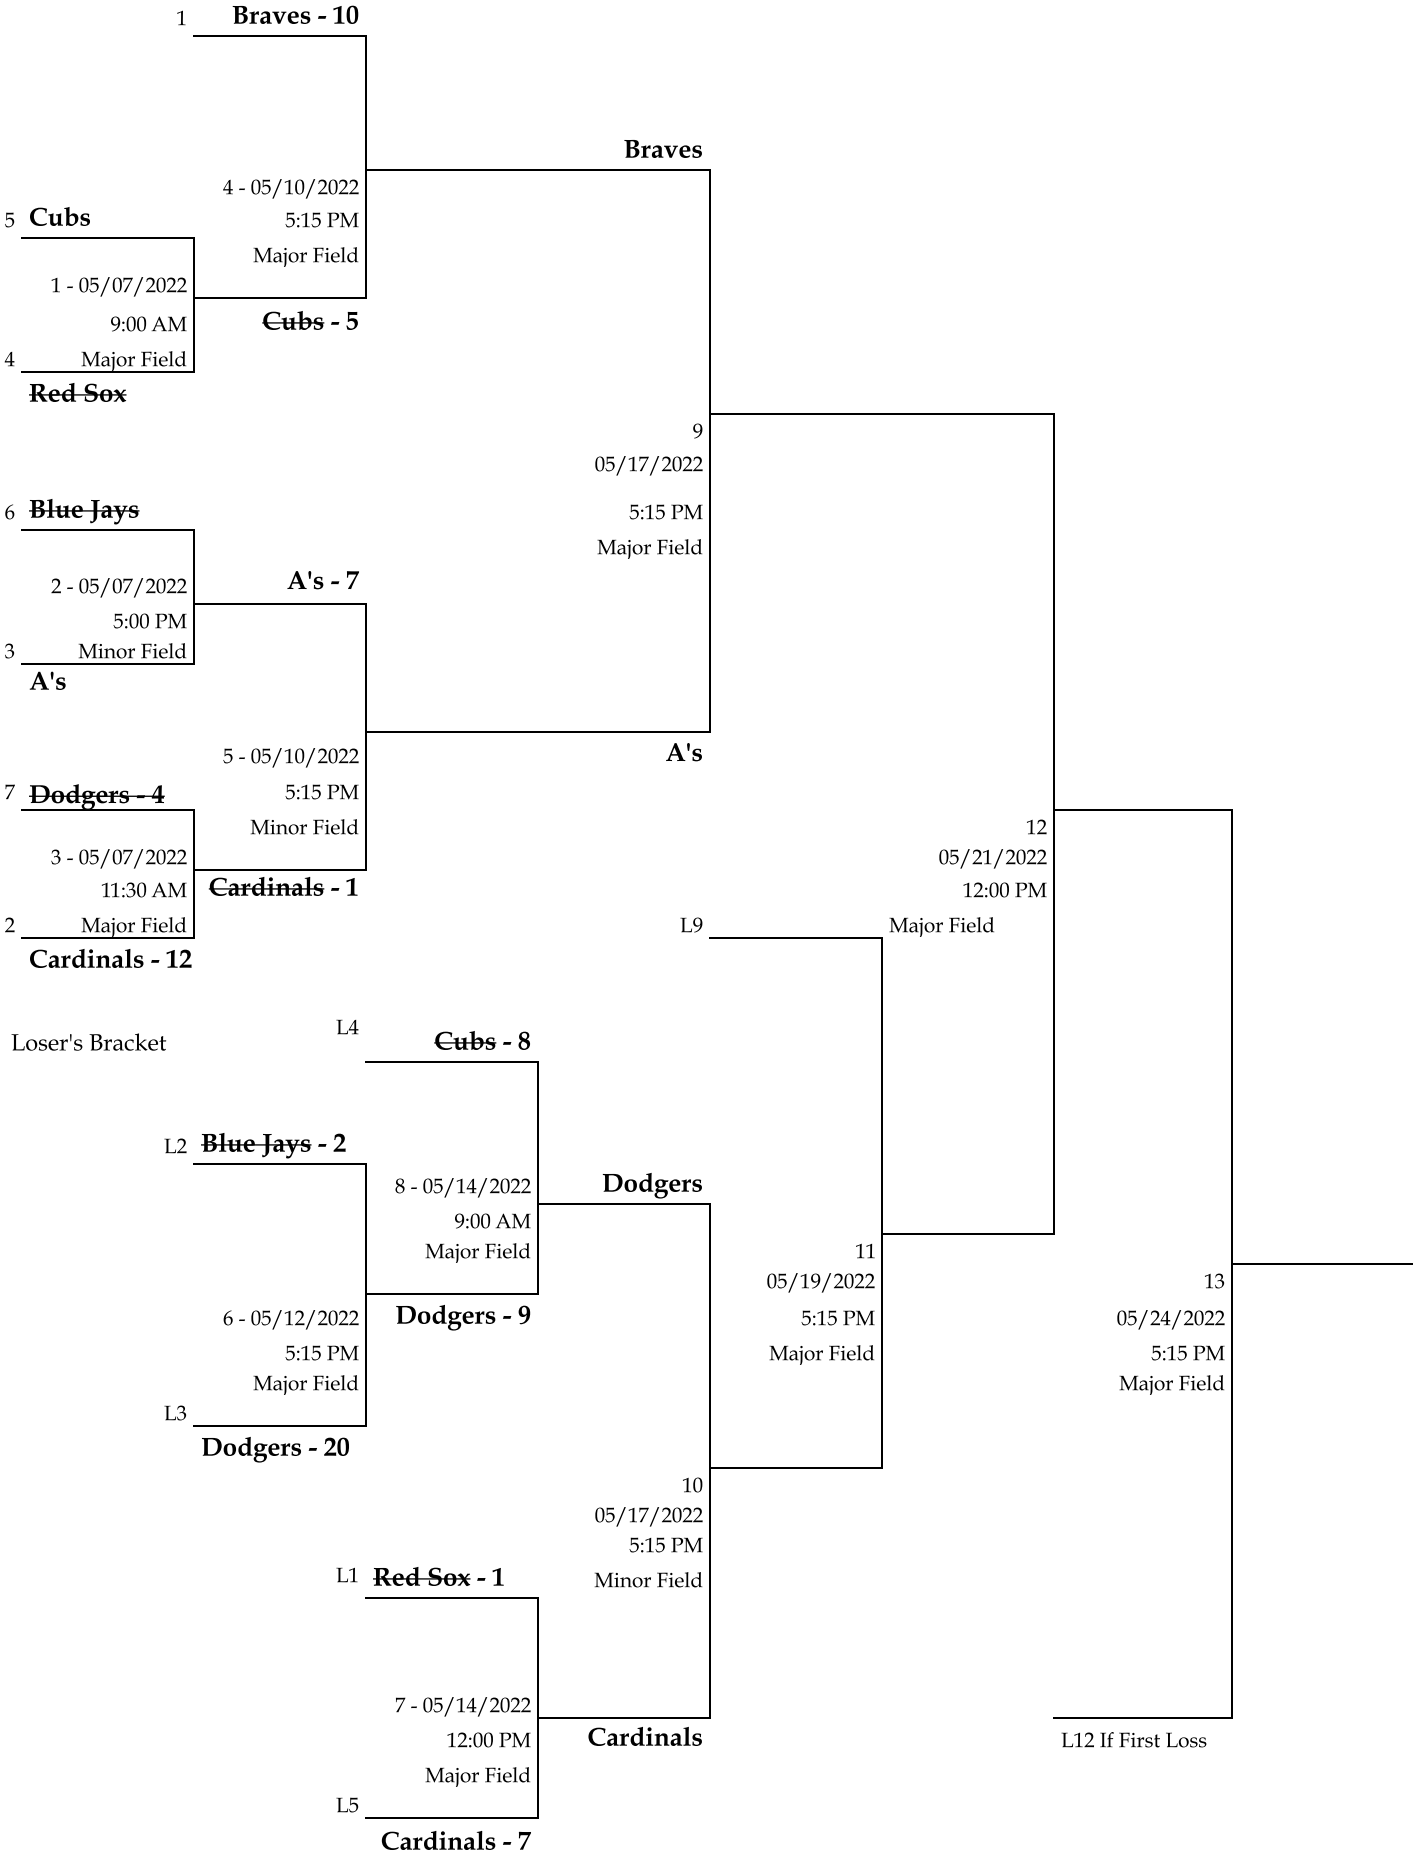 1
Braves - 10
Braves
4 - 05/10/2022
5:15 PM
Major Field
5
Cubs
1 - 05/07/2022
9:00 AM
4
Major Field
Red Sox
Cubs - 5
9
05/17/2022
5:15 PM
Major Field
6
Blue Jays
2 - 05/07/2022
5:00 PM
3
Minor Field
A's
A's - 7
5 - 05/10/2022
5:15 PM
Minor Field
A's
7
Dodgers - 4
3 - 05/07/2022
11:30 AM
2
Major Field
Cardinals - 12
Cardinals - 1
12
05/21/2022
12:00 PM
Major Field
L9
Loser's Bracket
L4
Cubs - 8
L2
Blue Jays - 2
8 - 05/14/2022
9:00 AM
Major Field
Dodgers
6 - 05/12/2022
5:15 PM
Major Field
L3
Dodgers - 20
Dodgers - 9
11
05/19/2022
5:15 PM
Major Field
13
05/24/2022
5:15 PM
Major Field
10
05/17/2022
5:15 PM
Minor Field
L1
Red Sox - 1
7 - 05/14/2022
12:00 PM
Major Field
L5
Cardinals - 7
Cardinals
L12 If First Loss